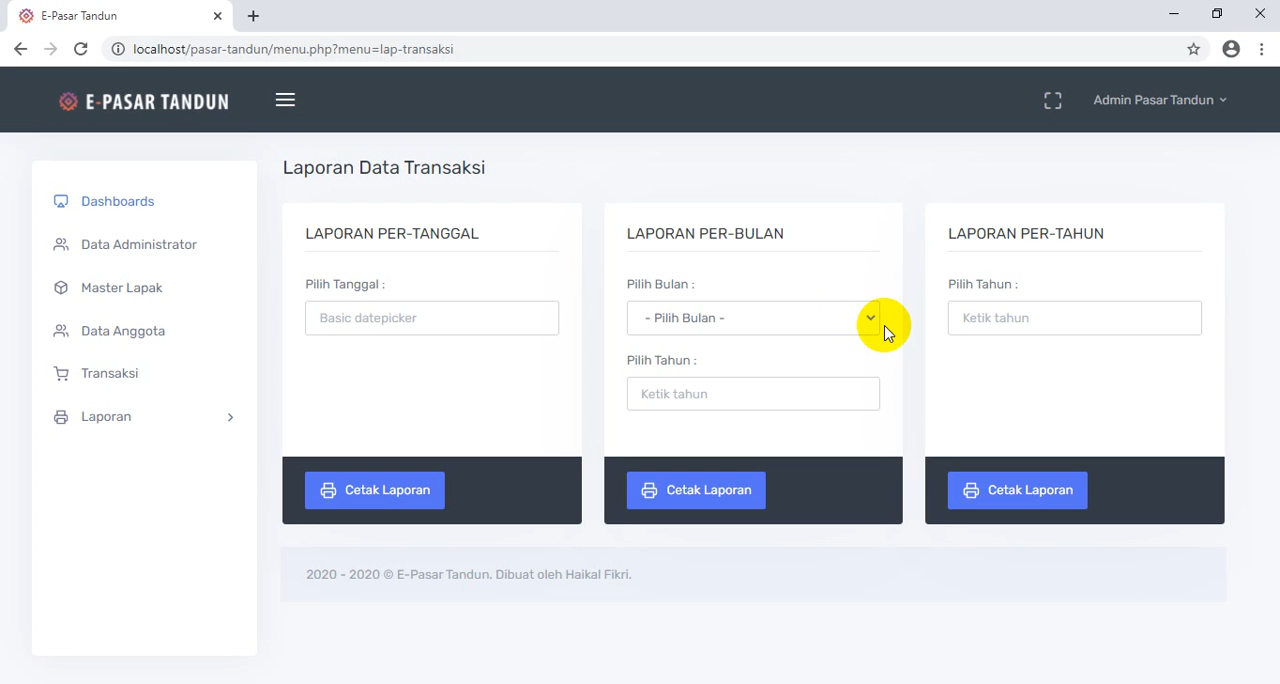 E-Pasar Tandun
localhost/pasar-tandun/menu.php?menu=lap-transaksi
E-PASAR TANDUN
Admin Pasar Tandun
Dashboards
Data Administrator
Master Lapak
Data Anggota
Transaksi
Laporan
Laporan Data Transaksi
LAPORAN PER-TANGGAL
Pilih Tanggal :
Basic datepicker
Cetak Laporan
LAPORAN PER-BULAN
Pilih Bulan :
- Pilih Bulan -
Pilih Tahun :
Ketik tahun
Cetak Laporan
LAPORAN PER-TAHUN
Pilih Tahun :
Ketik tahun
Cetak Laporan
2020 - 2020 © E-Pasar Tandun. Dibuat oleh Haikal Fikri.